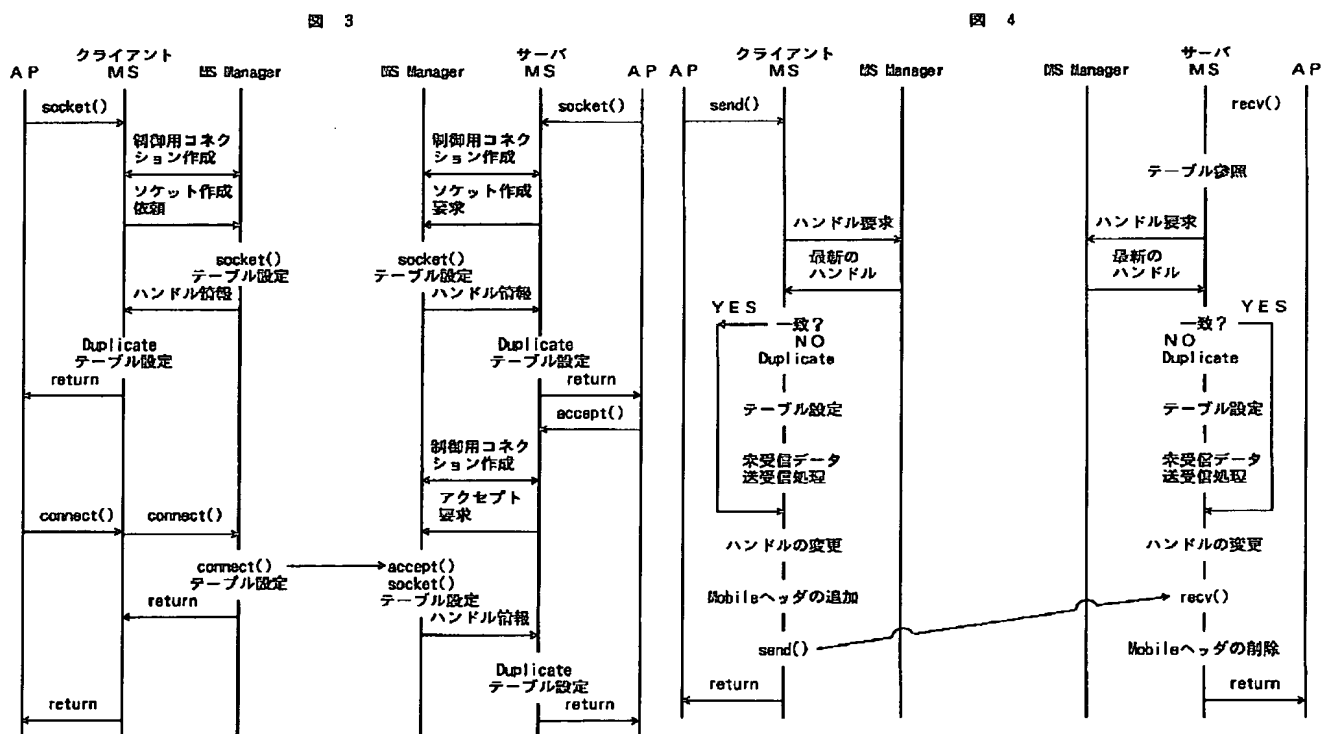 図 3
クライアント
サーバ
AP
MS
MS Manager
MS Manager
MS
AP
socket()
socket()
制御用コネク
ション作成
制御用コネク
ション作成
ソケット作成
依頼
ソケット作成
要求
socket()
テーブル設定
socket()
テーブル設定
ハンドル情報
ハンドル情報
Duplicate
テーブル設定
Duplicate
テーブル設定
return
return
accept()
制御用コネク
ション作成
アクセプト
要求
connect()
connect()
connect()
テーブル設定
accept()
socket()
テーブル設定
return
ハンドル情報
Duplicate
テーブル設定
return
return
図 4
クライアント
サーバ
AP
MS
MS Manager
MS Manager
MS
AP
send()
recv()
テーブル参照
ハンドル要求
ハンドル要求
最新の
ハンドル
最新の
ハンドル
YES
一致?
NO
YES
一致?
NO
Duplicate
Duplicate
テーブル設定
テーブル設定
未受信データ
送受信処理
未受信データ
送受信処理
ハンドルの変更
ハンドルの変更
Mobileヘッダの追加
recv()
send()
Mobileヘッダの削除
return
return